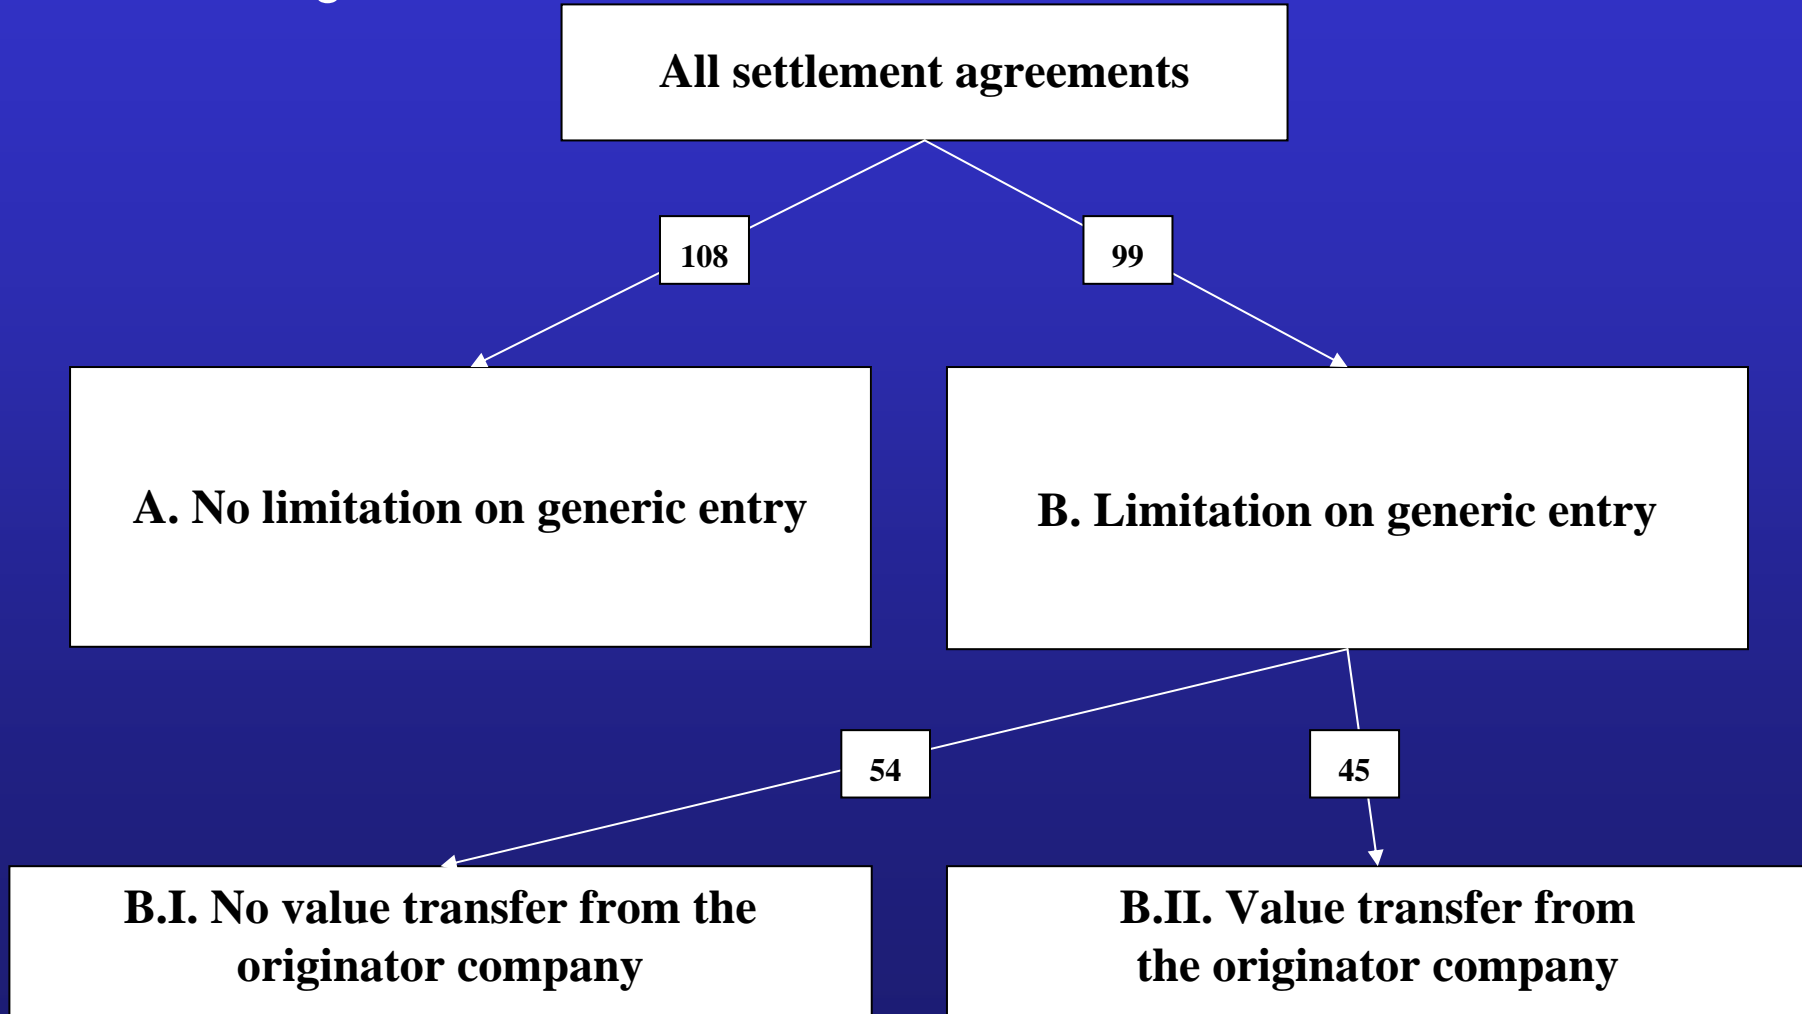 All settlement agreements
108
99
A. No limitation on generic entry
B. Limitation on generic entry
54
45
B.I. No value transfer from the
originator company
B.II. Value transfer from
the originator company